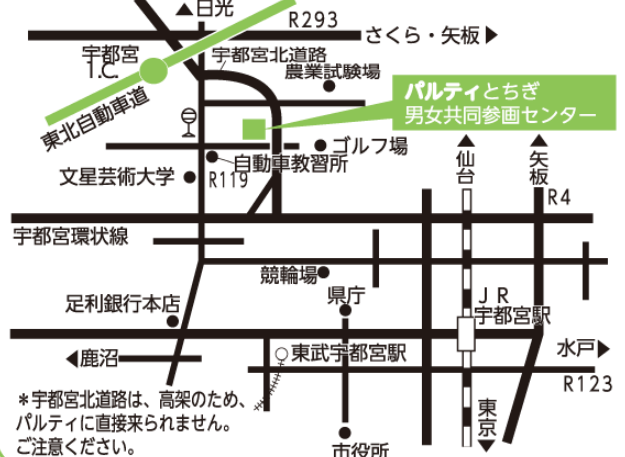 ▲日光
R293
さくら・矢板▶
宇都宮
I.C.
宇都宮北道路
農業試験場
東北自動車道
パルティとちぎ
男女共同参画センター
ゴルフ場
自動車教習所
文星芸術大学
R119
▲
仙台
▲
矢板
R4
宇都宮環状線
競輪場
県庁
足利銀行本店
JR
宇都宮駅
◀鹿沼
東武宇都宮駅
水戸▶
R123
東京
▼
*宇都宮北道路は、高架のため、
パルティに直接来られません。
ご注意ください。
市役所